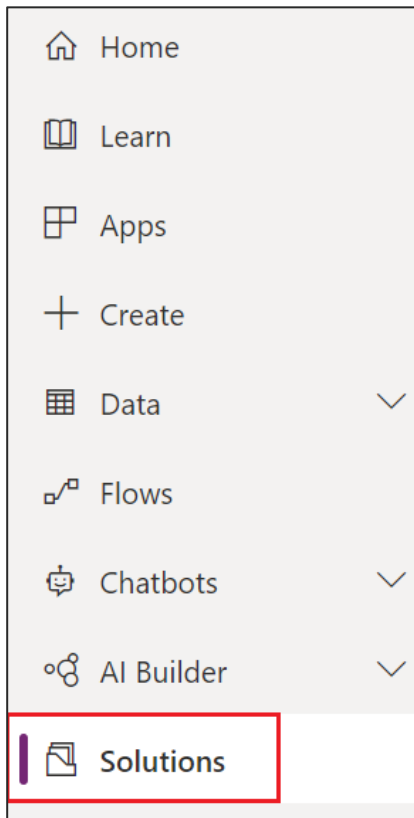 Home
Learn
Apps
Create
Data
Flows
Chatbots
AI Builder
Solutions